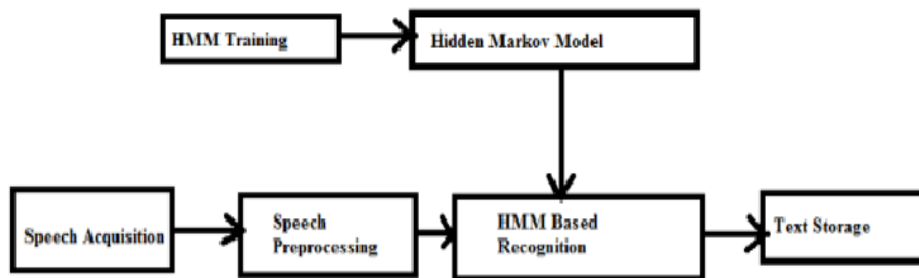 HMM Training
Hidden Markov Model
Speech Acquisition
Speech
Preprocessing
HMM Based
Recognition
Text Storage